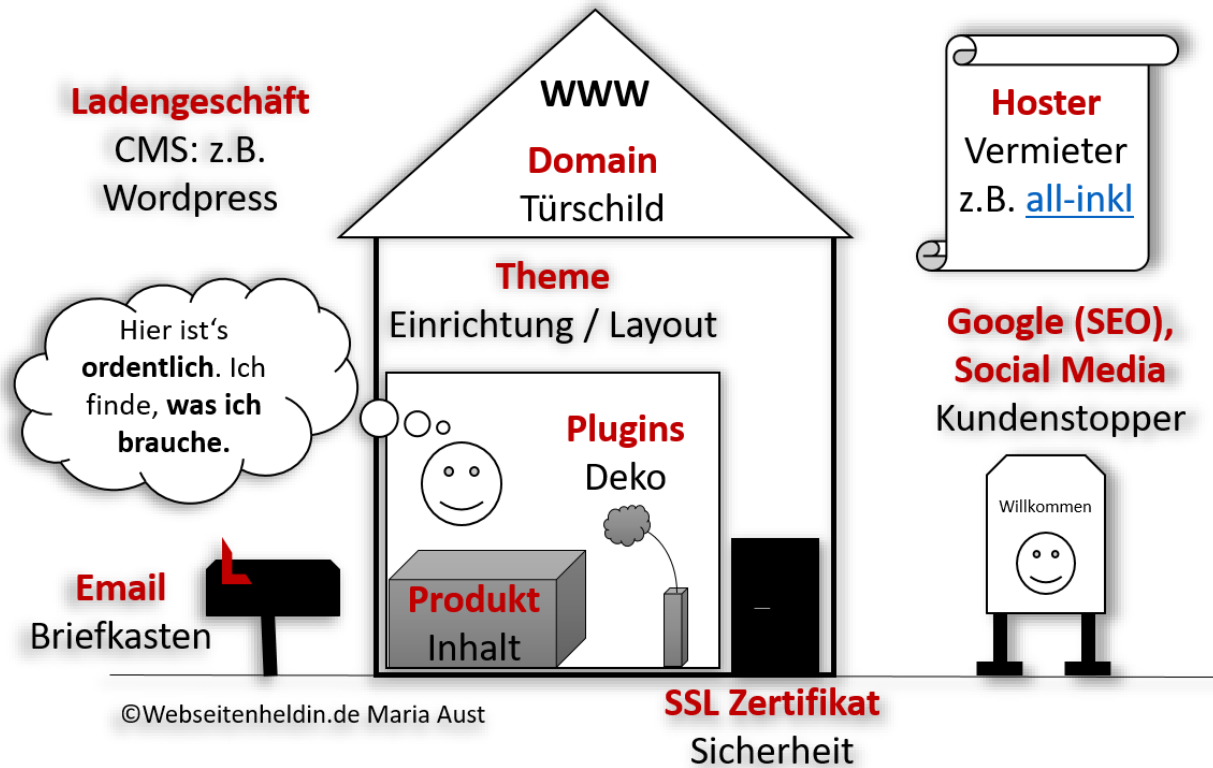 Ladengeschäft
CMS: z.B.
Wordpress
WWW
Domain
Türschild
Hoster
Vermieter
z.B. all-inkl
Theme
Einrichtung / Layout
Hier ist‘s
ordentlich. Ich
finde, was ich
brauche.
Plugins
Deko
Google (SEO),
Social Media
Kundenstopper
Willkommen
Email
Briefkasten
Produkt
Inhalt
SSL Zertifikat
Sicherheit
©Webseitenheldin.de Maria Aust